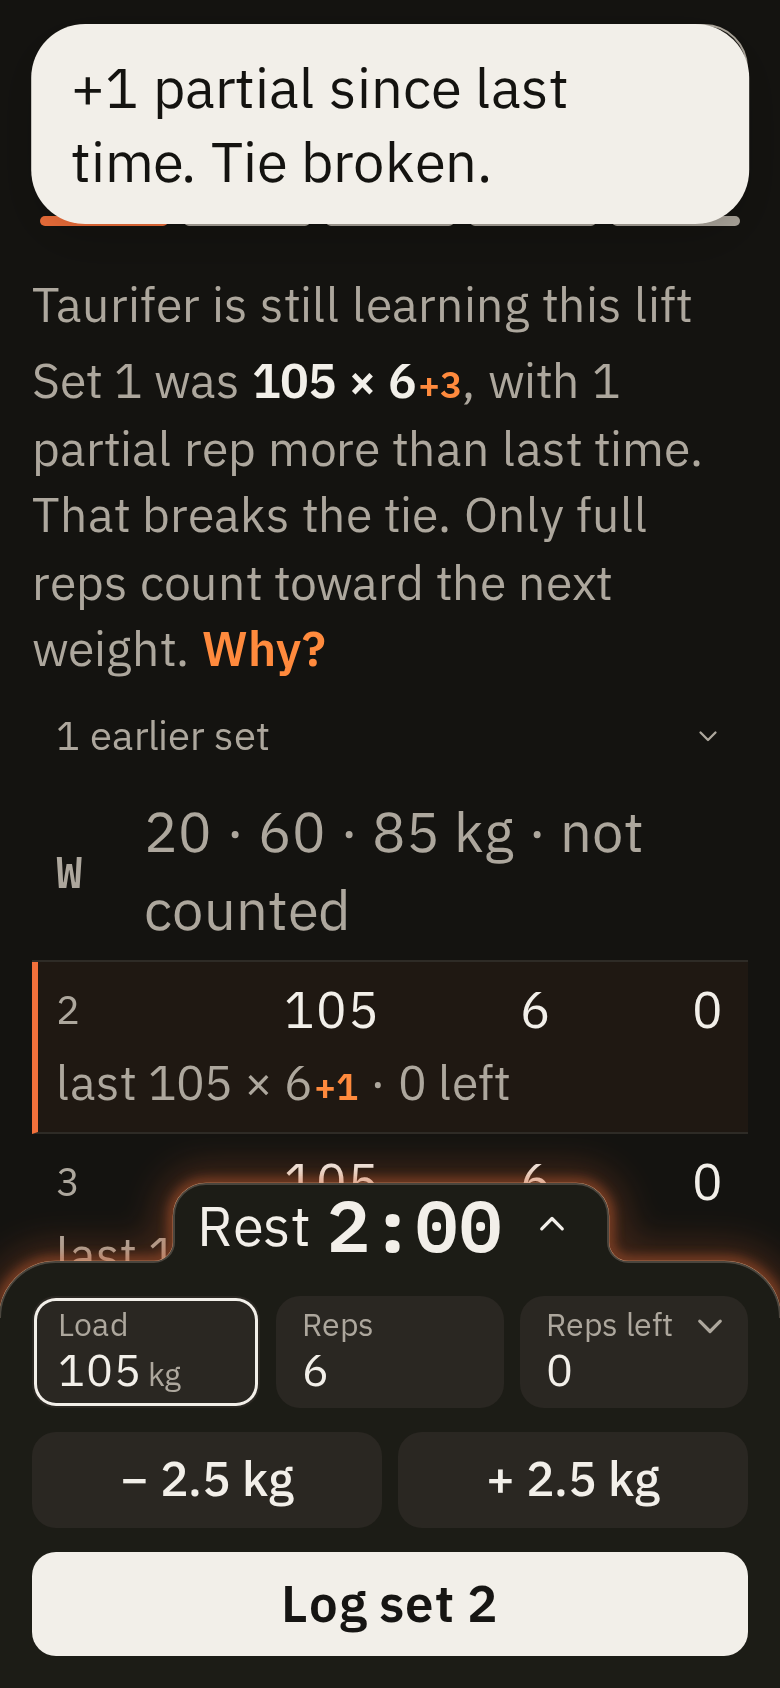 +1 partial since last
time. Tie broken.
Taurifer is still learning this lift
Set 1 was 105 × 6+3, with 1
partial rep more than last time.
That breaks the tie. Only full
reps count toward the next
weight. Why?
1 earlier set
W 20 · 60 · 85 kg · not
counted
2 105 6 0
last 105 × 6+1 · 0 left
3 105 6 0
last 1
Rest 2:00
Load Reps Reps left
105 kg 6 0
− 2.5 kg + 2.5 kg
Log set 2